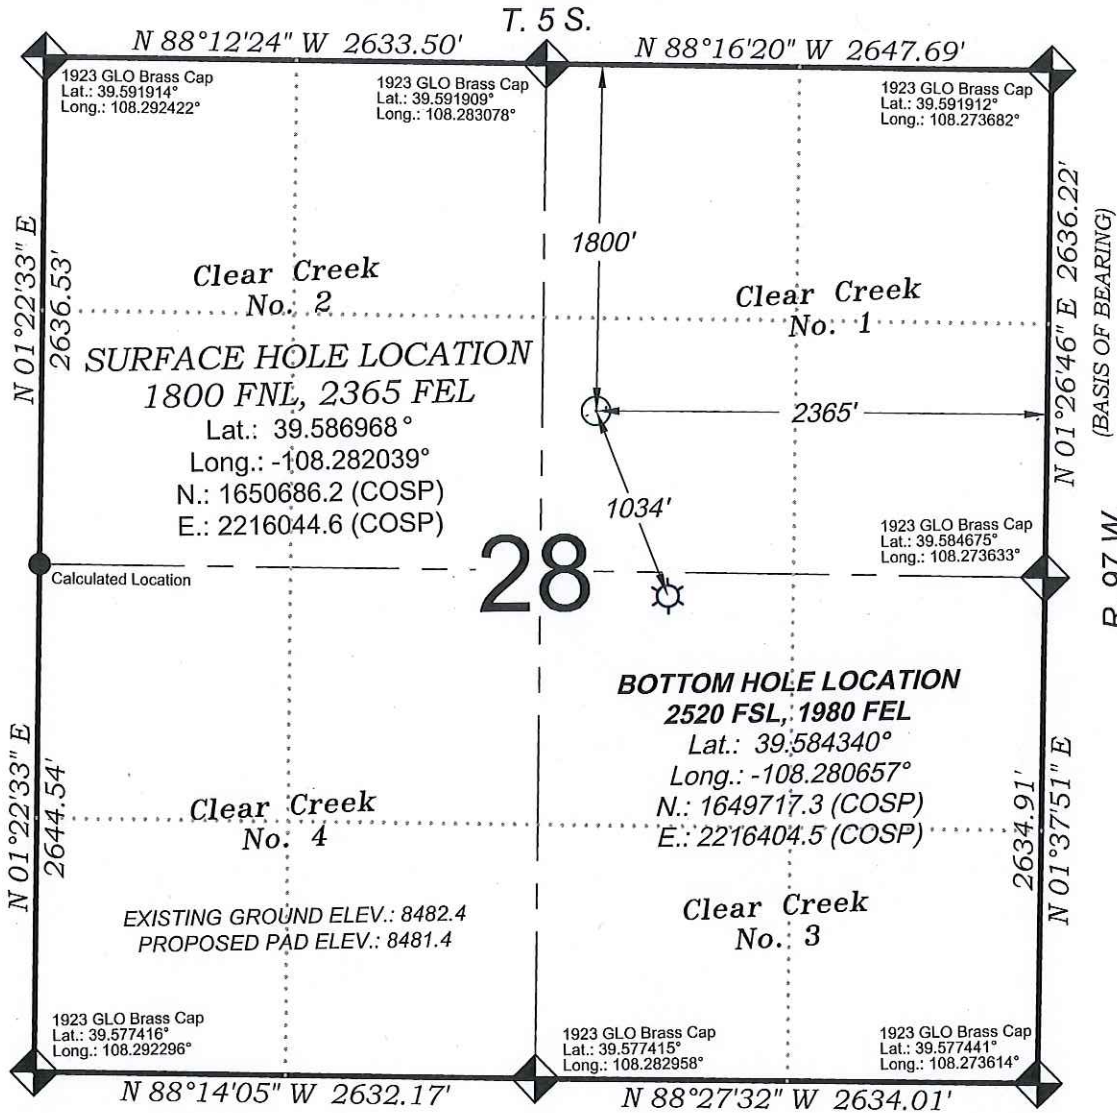 T. 5 S.
N 88°12'24" W 2633.50'
N 88°16'20" W 2647.69'
1923 GLO Brass Cap
Lat.: 39.591914°
Long.: 108.292422°
1923 GLO Brass Cap
Lat.: 39.591909°
Long.: 108.283078°
1923 GLO Brass Cap
Lat.: 39.591912°
Long.: 108.273682°
N 01°22'33" E
2636.53'
1800'
N 01°26'46" E 2636.22'
(BASIS OF BEARING)
Clear Creek
No. 2
Clear Creek
No. 1
SURFACE HOLE LOCATION
1800 FNL, 2365 FEL
Lat.: 39.586968°
Long.: -108.282039°
N.: 1650686.2 (COSP)
E.: 2216044.6 (COSP)
2365'
1034'
1923 GLO Brass Cap
Lat.: 39.584675°
Long.: 108.273633°
R. 97 W.
Calculated Location
28
BOTTOM HOLE LOCATION
2520 FSL, 1980 FEL
Lat.: 39.584340°
Long.: -108.280657°
N.: 1649717.3 (COSP)
E.: 2216404.5 (COSP)
N 01°22'33" E
2644.54'
Clear Creek
No. 4
2634.91'
N 01°37'51" E
Clear Creek
No. 3
EXISTING GROUND ELEV.: 8482.4
PROPOSED PAD ELEV.: 8481.4
1923 GLO Brass Cap
Lat.: 39.577416°
Long.: 108.292296°
1923 GLO Brass Cap
Lat.: 39.577415°
Long.: 108.282958°
1923 GLO Brass Cap
Lat.: 39.577441°
Long.: 108.273614°
N 88°14'05" W 2632.17'
N 88°27'32" W 2634.01'